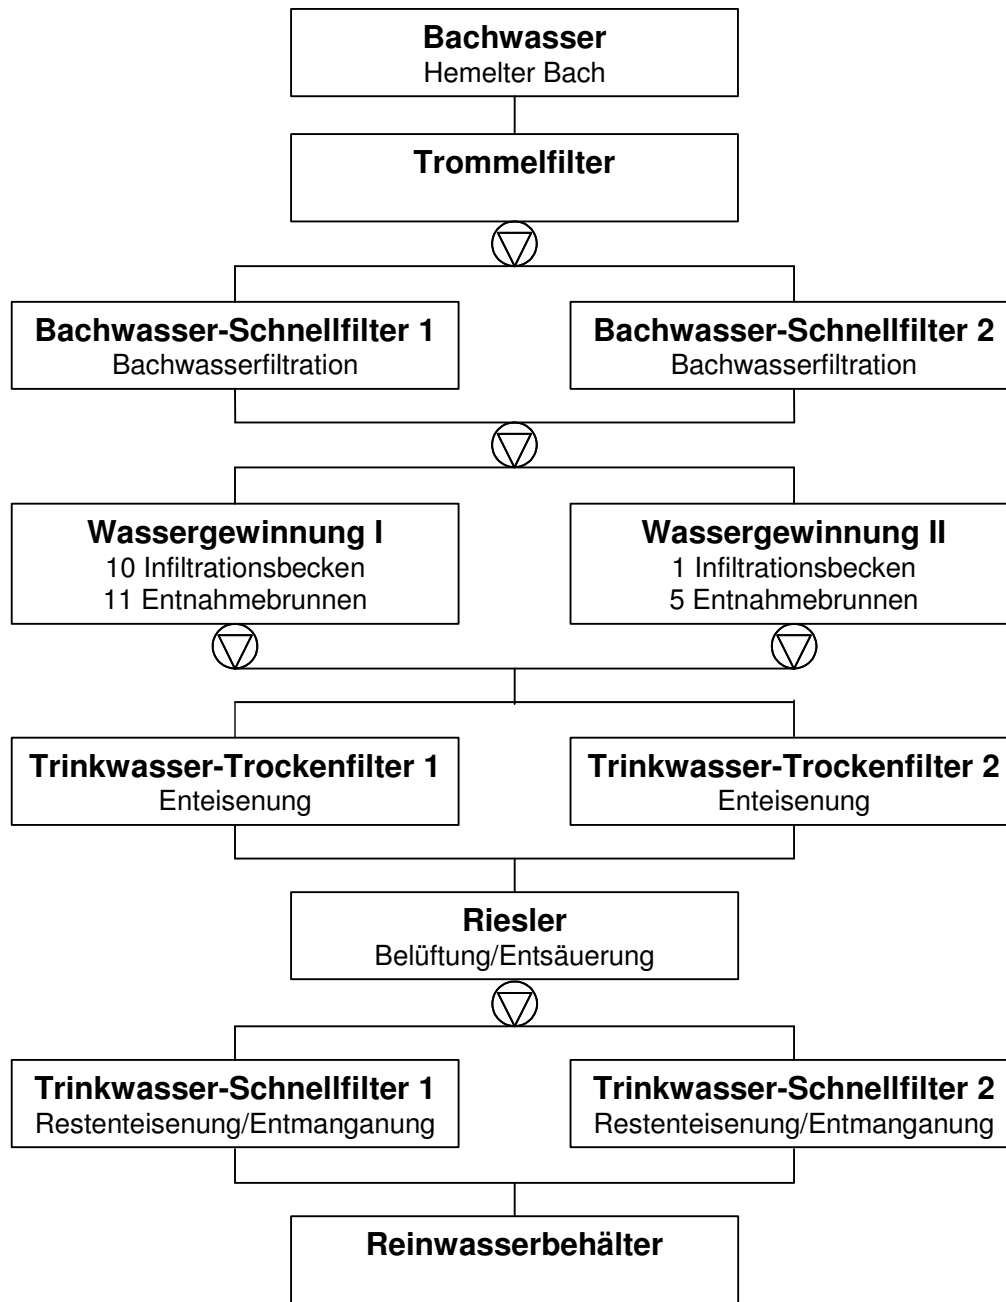 Bachwasser
Hemelter Bach
Trommelfilter
Bachwasser-Schnellfilter 1
Bachwasserfiltration
Bachwasser-Schnellfilter 2
Bachwasserfiltration
Wassergewinnung I
10 Infiltrationsbecken
11 Entnahmebrunnen
Wassergewinnung II
1 Infiltrationsbecken
5 Entnahmebrunnen
Trinkwasser-Trockenfilter 1
Enteisenung
Trinkwasser-Trockenfilter 2
Enteisenung
Riesler
Belüftung/Entsäuerung
Trinkwasser-Schnellfilter 1
Restenteisenung/Entmanganung
Trinkwasser-Schnellfilter 2
Restenteisenung/Entmanganung
Reinwasserbehälter